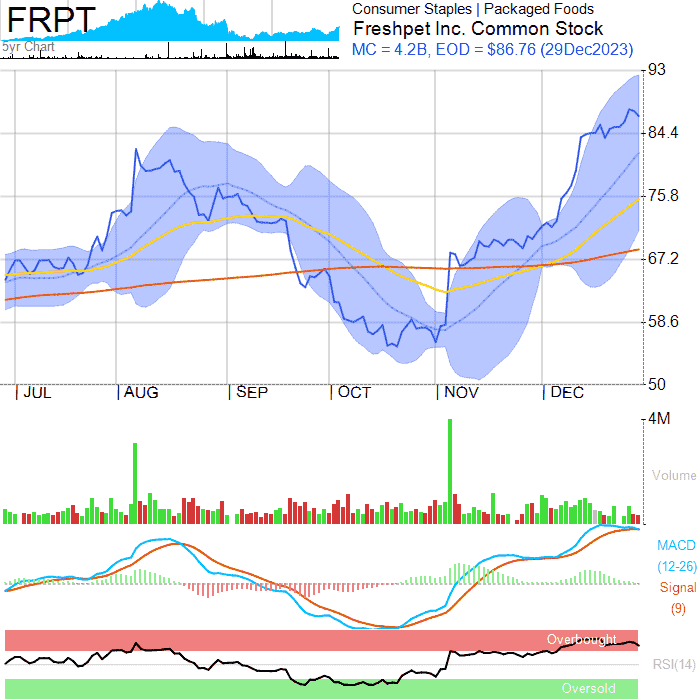 FRPT
5yr Chart
Consumer Staples | Packaged Foods
Freshpet Inc. Common Stock
MC = 4.2B, EOD = $86.76 (29Dec2023)
93
84.4
75.8
67.2
58.6
50
| JUL | AUG | SEP | OCT | NOV | DEC
4M
Volume
MACD
(12-26)
Signal
(9)
Overbought
RSI(14)
Oversold